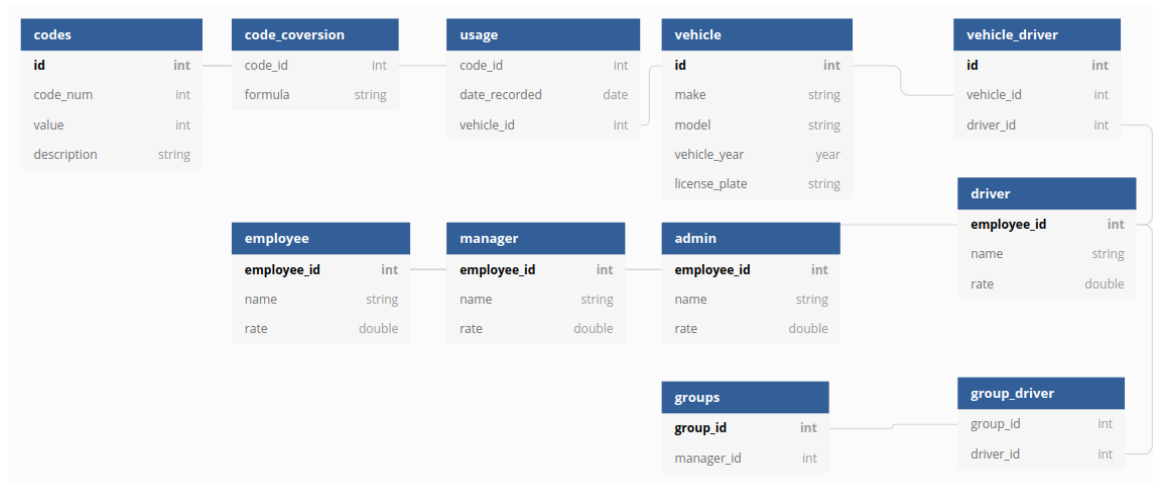 codes
id int
code_num int
value int
description string
code_coversion
code_id int
formula string
usage
code_id int
date_recorded date
vehicle_id int
vehicle
id int
make string
model string
vehicle_year year
license_plate string
vehicle_driver
id int
vehicle_id int
driver_id int
driver
employee_id int
name string
rate double
employee
employee_id int
name string
rate double
manager
employee_id int
name string
rate double
admin
employee_id int
name string
rate double
groups
group_id int
manager_id int
group_driver
group_id int
driver_id int